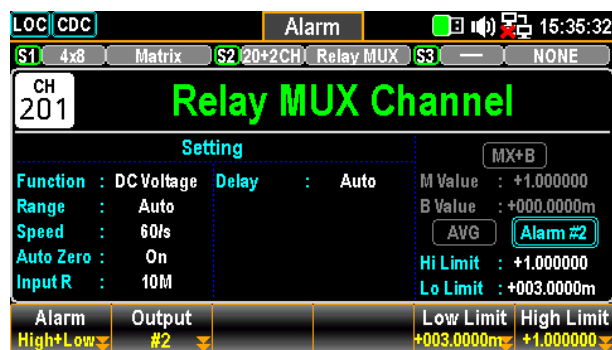 LOC CDC Alarm 15:35:32
S1 4x8 Matrix S2 20+2CH Relay MUX S3 — NONE
CH 201 Relay MUX Channel
Setting
MX+B
Function : DC Voltage Delay : Auto M Value : +1.000000
Range : Auto B Value : +000.0000m
Speed : 60/s AVG Alarm #2
Auto Zero : On Hi Limit : +1.000000
Input R : 10M Lo Limit : +003.0000m
Alarm Output Low Limit High Limit
High+Low #2 +003.0000m +1.000000